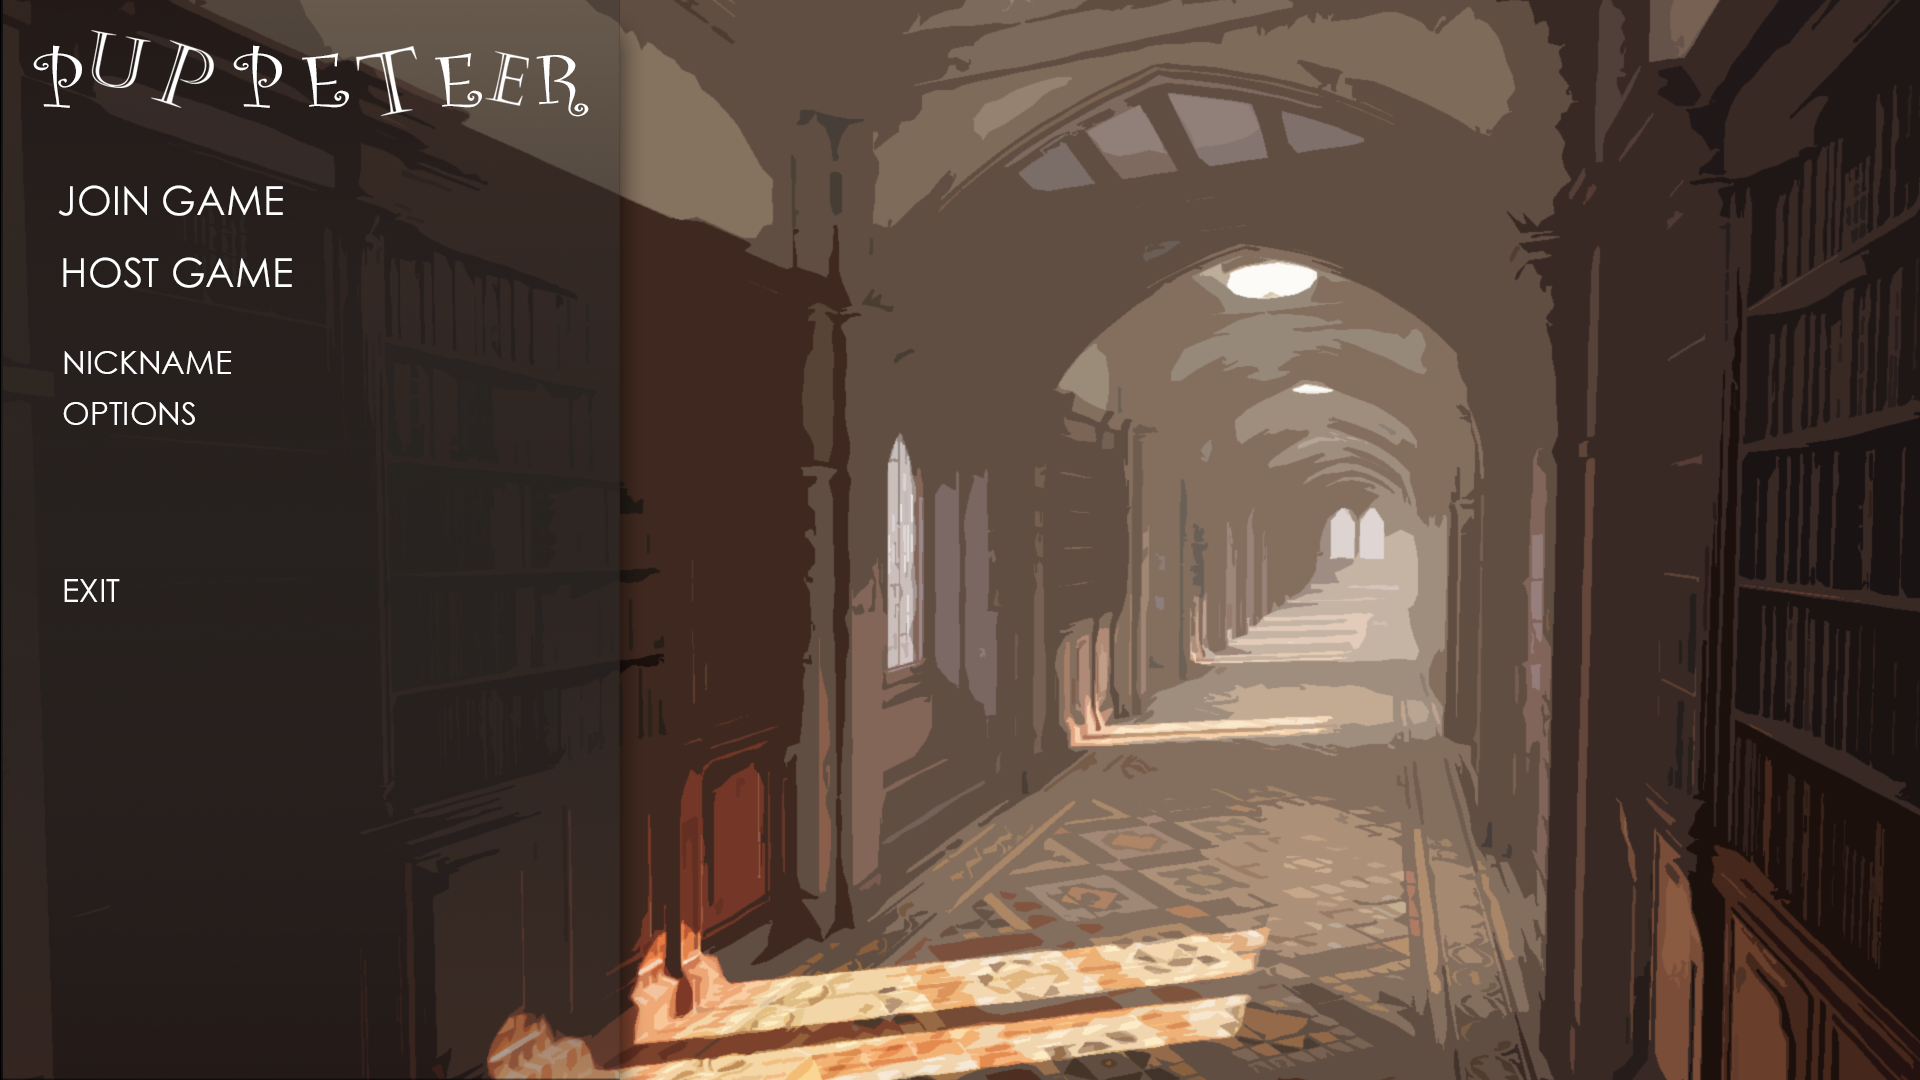 PUPPETEER
JOIN GAME
HOST GAME
NICKNAME
OPTIONS
EXIT